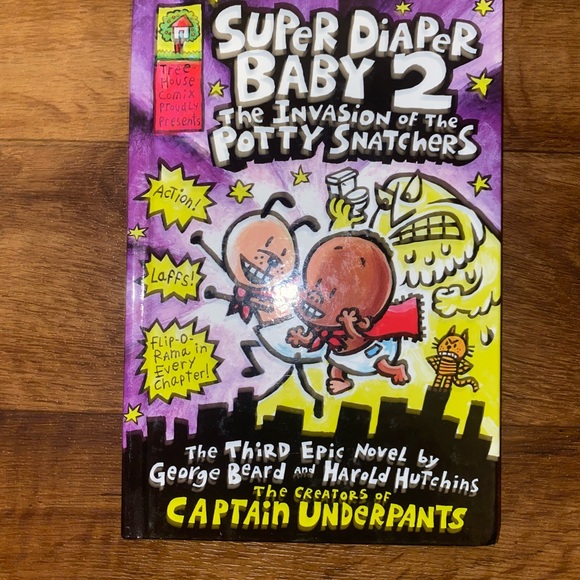 Super Diaper
Baby 2
The Invasion of the
Potty Snatchers
Tree
House
Comix
Proudly
Presents
Action!
Laffs!
Flip-O-
Rama in
Every
Chapter!
The Third Epic Novel by
George Beard and Harold Hutchins
The Creators of
Captain Underpants